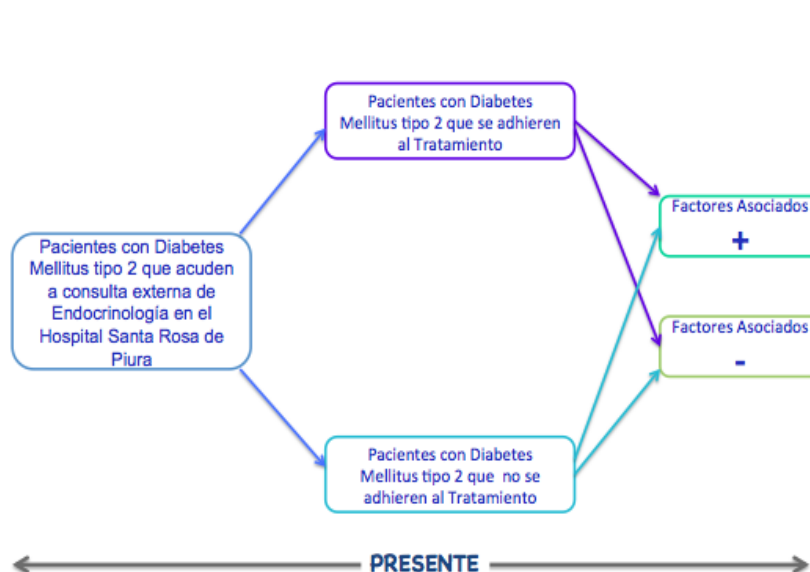 Pacientes con Diabetes
Mellitus tipo 2 que acuden
a consulta externa de
Endocrinología en el
Hospital Santa Rosa de
Piura
Pacientes con Diabetes
Mellitus tipo 2 que se adhieren
al Tratamiento
Pacientes con Diabetes
Mellitus tipo 2 que no se
adhieren al Tratamiento
Factores Asociados
+
Factores Asociados
-
PRESENTE